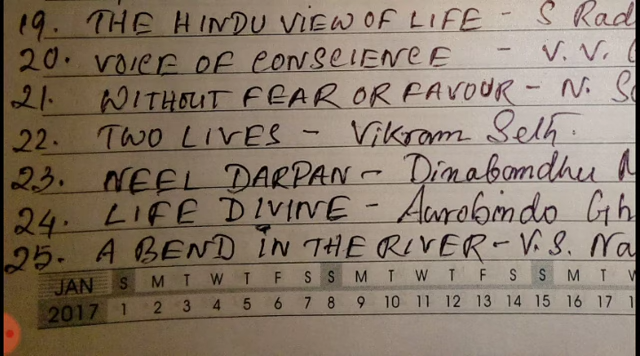 19. THE HINDU VIEW OF LIFE - S Rad
20. VOICE OF CONSCIENCE - V. V.
21. WITHOUT FEAR OR FAVOUR - N. S
22. TWO LIVES - Vikram Seth.
23. NEEL DARPAN - Dinabandhu
24. LIFE DIVINE - Aurobindo Gh
25. A BEND IN THE RIVER - V. S. Na
JAN S M T W T F S S M T W T F S S M T W
2017 1 2 3 4 5 6 7 8 9 10 11 12 13 14 15 16 17